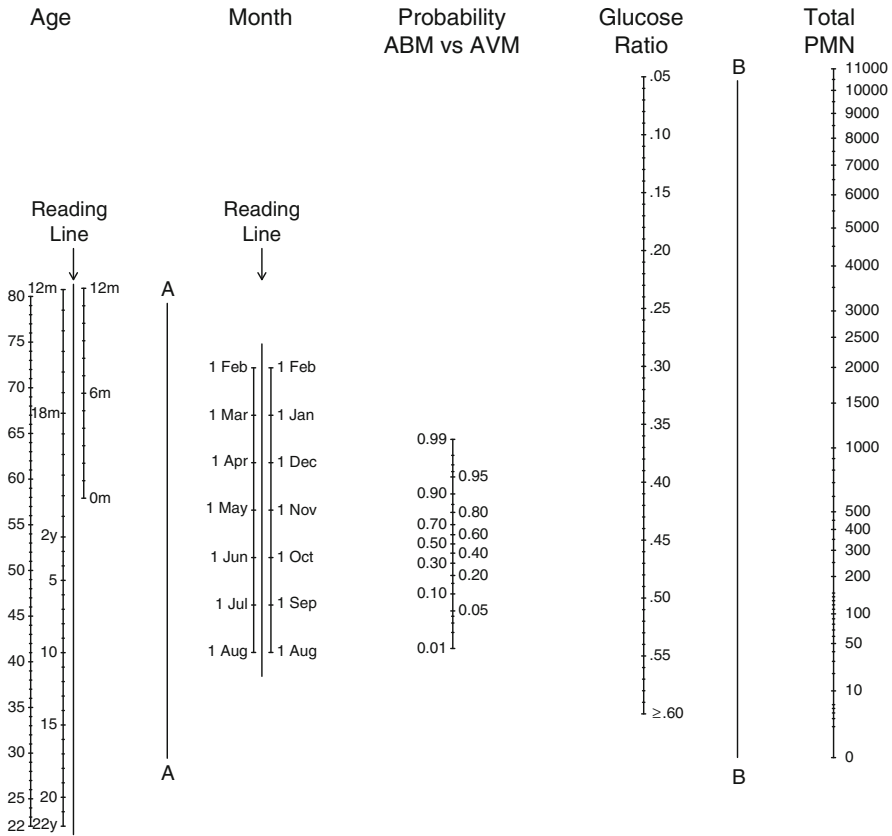 Age
Month
Probability
ABM vs AVM
Glucose
Ratio
Total
PMN
Reading
Line
Reading
Line
A
A
B
B
80
75
70
65
60
55
50
45
40
35
30
25
22
12m
18m
2y
5
10
15
20
22y
12m
6m
0m
1 Feb
1 Mar
1 Apr
1 May
1 Jun
1 Jul
1 Aug
1 Feb
1 Jan
1 Dec
1 Nov
1 Oct
1 Sep
1 Aug
0.99
0.90
0.70
0.50
0.30
0.10
0.01
0.95
0.80
0.60
0.40
0.20
0.05
.05
.10
.15
.20
.25
.30
.35
.40
.45
.50
.55
≥.60
11000
10000
9000
8000
7000
6000
5000
4000
3000
2500
2000
1500
1000
500
400
300
200
100
50
10
0